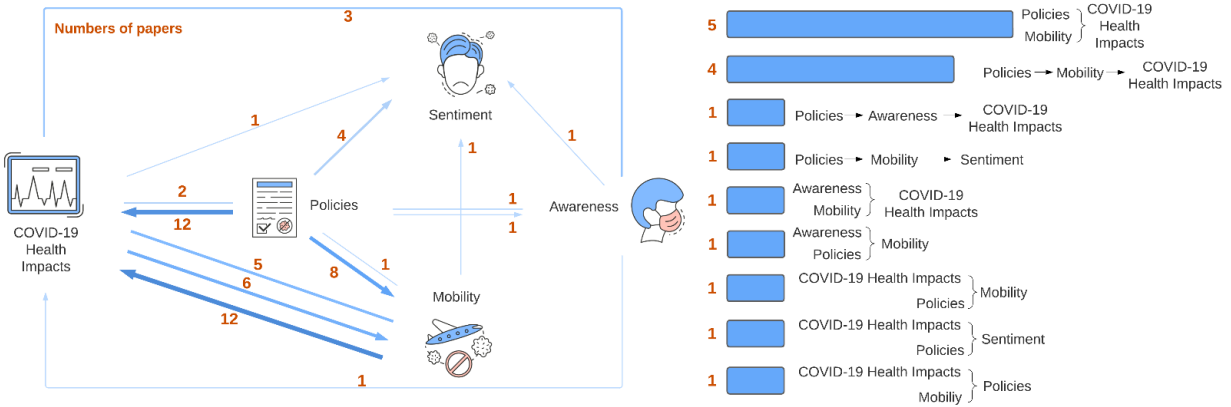 3
Numbers of papers
1
Sentiment
4
1
1
2
12
Policies
1
1
Awareness
COVID-19
Health
Impacts
5
6
12
8
1
Mobility
1
5
Policies
Mobility
COVID-19
Health
Impacts
4
Policies
Mobility
COVID-19
Health Impacts
1
Policies
Awareness
COVID-19
Health Impacts
1
Policies
Mobility
Sentiment
1
Awareness
Mobility
COVID-19
Health Impacts
1
Awareness
Policies
Mobility
1
COVID-19 Health Impacts
Policies
Mobility
1
COVID-19 Health Impacts
Policies
Sentiment
1
COVID-19 Health Impacts
Mobiliy
Policies